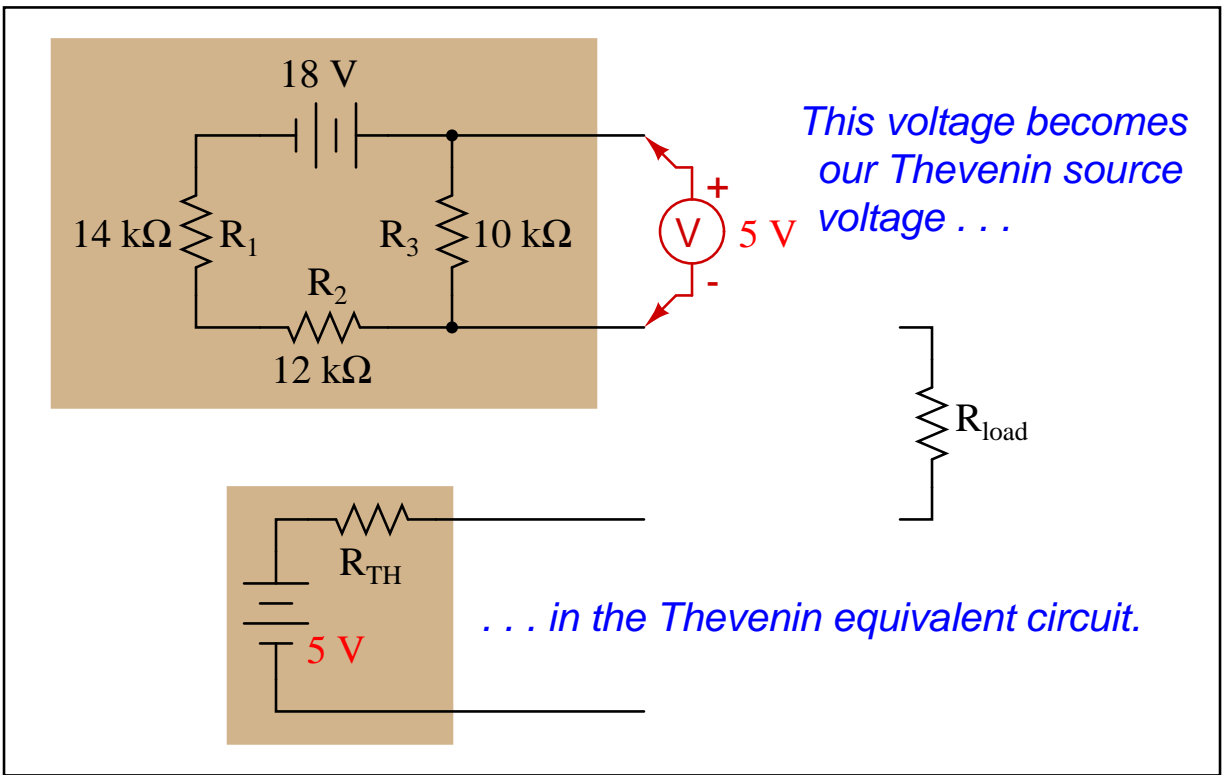 18 V
This voltage becomes
our Thevenin source
voltage . . .
14 kΩ R1 R3 10 kΩ
+
V 5 V
-
R2
12 kΩ
Rload
RTH
. . . in the Thevenin equivalent circuit.
5 V